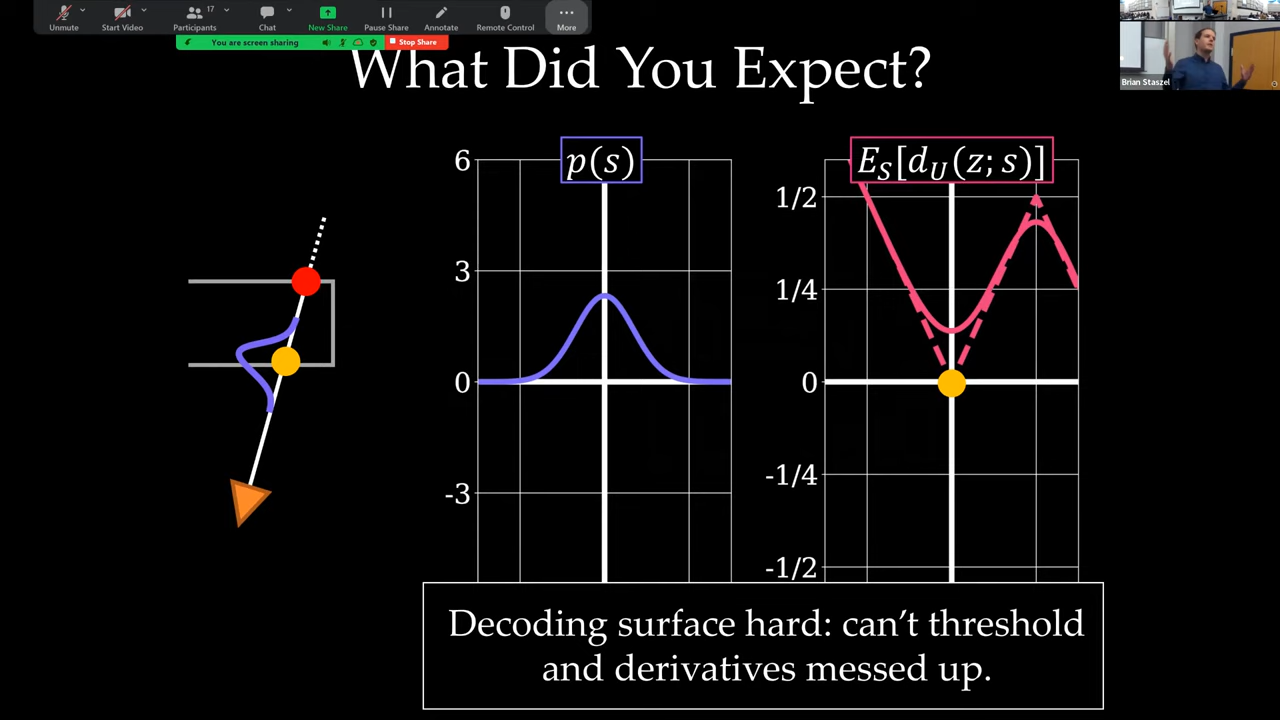 Unmute
Start Video
17
Participants
Chat
New Share
Pause Share
Annotate
Remote Control
More
You are screen sharing
Stop Share
Brian Staszel
What Did You Expect?
p(s)
6
3
0
-3
E_S[d_U(z; s)]
1/2
1/4
0
-1/4
-1/2
Decoding surface hard: can’t threshold
and derivatives messed up.